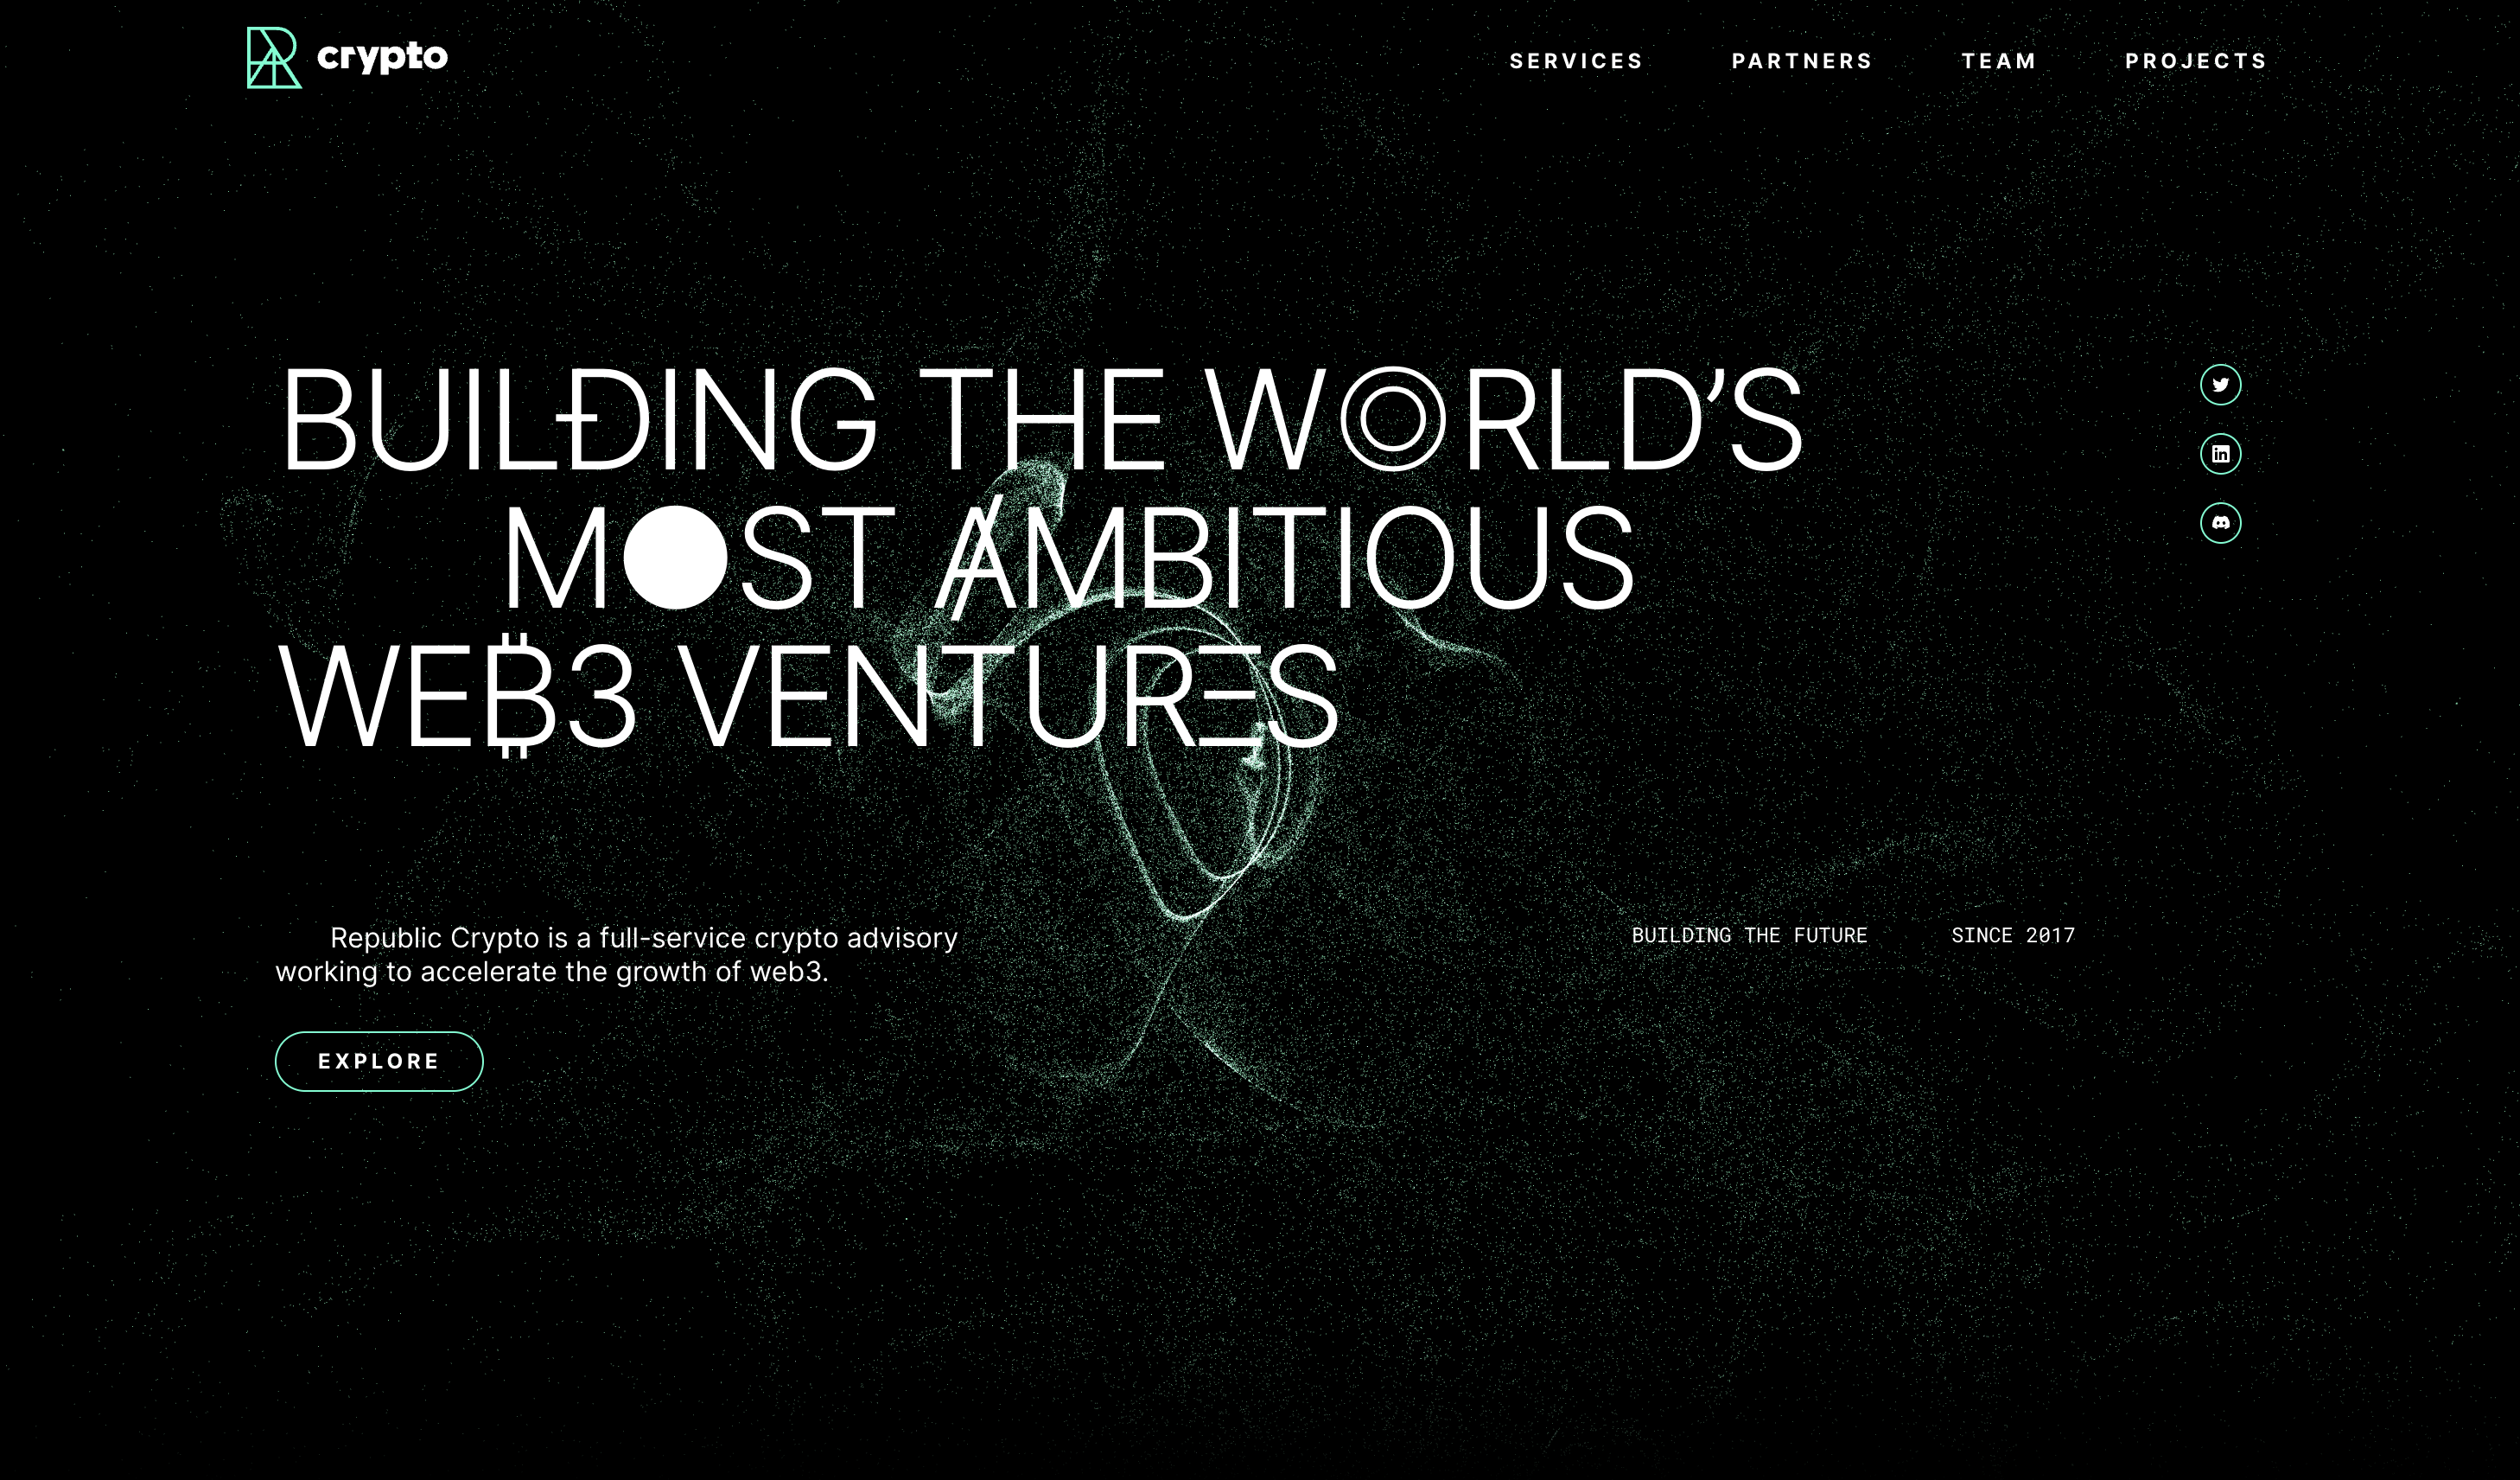 crypto
SERVICES PARTNERS TEAM PROJECTS
BUILĐING THE W◎RLD’S
M●ST ȺMBITIOUS
WE₿3 VENTURΞS
Republic Crypto is a full-service crypto advisory
working to accelerate the growth of web3.
BUILDING THE FUTURE SINCE 2017
EXPLORE